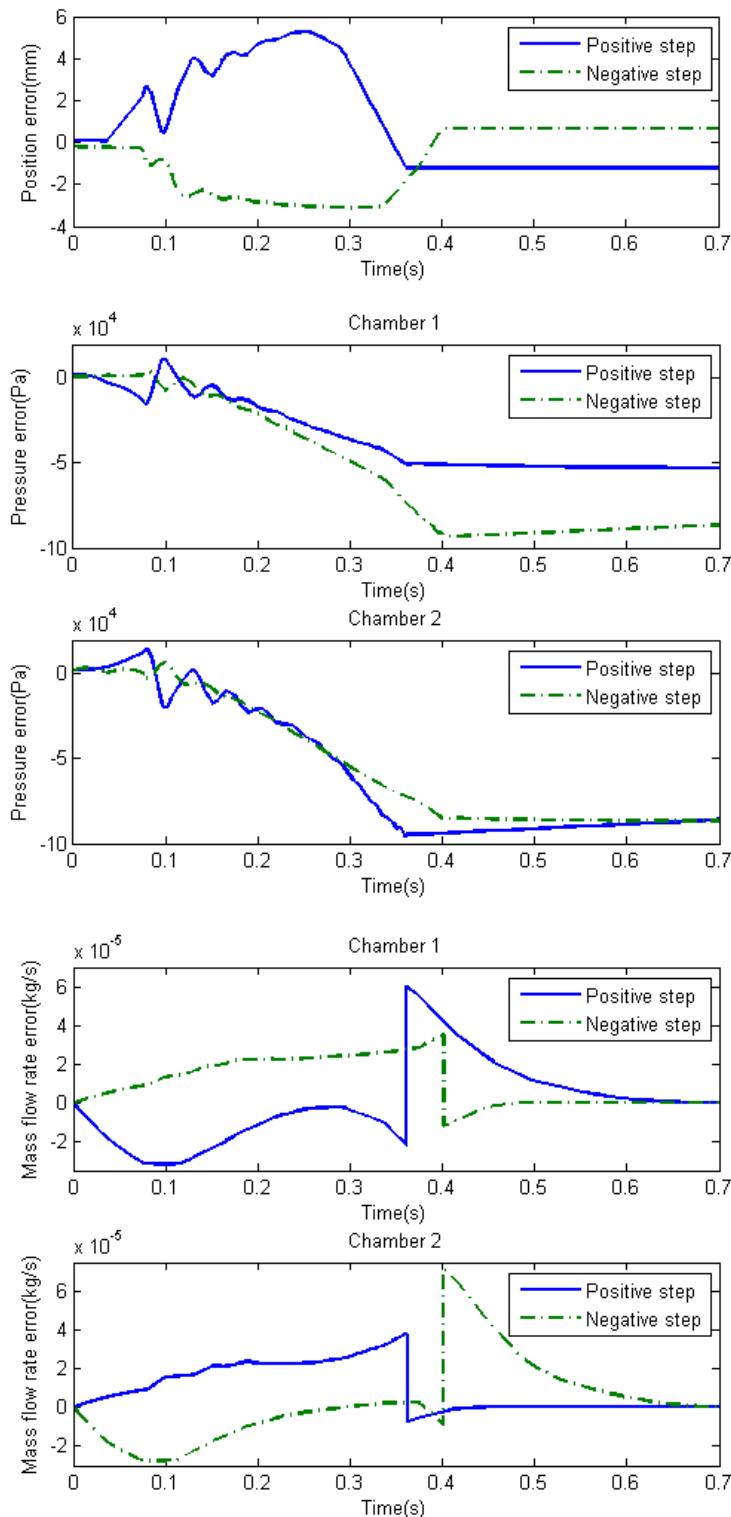 6
4
2
0
-2
-4
Position error(mm)
Positive step
Negative step
0 0.1 0.2 0.3 0.4 0.5 0.6 0.7
Time(s)
x 10^4
Chamber 1
0
-5
-10
Pressure error(Pa)
Positive step
Negative step
0 0.1 0.2 0.3 0.4 0.5 0.6 0.7
Time(s)
x 10^4
Chamber 2
0
-5
-10
Pressure error(Pa)
Positive step
Negative step
0 0.1 0.2 0.3 0.4 0.5 0.6 0.7
Time(s)
x 10^-5
Chamber 1
6
4
2
0
-2
Mass flow rate error(kg/s)
Positive step
Negative step
0 0.1 0.2 0.3 0.4 0.5 0.6 0.7
Time(s)
x 10^-5
Chamber 2
6
4
2
0
-2
Mass flow rate error(kg/s)
Positive step
Negative step
0 0.1 0.2 0.3 0.4 0.5 0.6 0.7
Time(s)